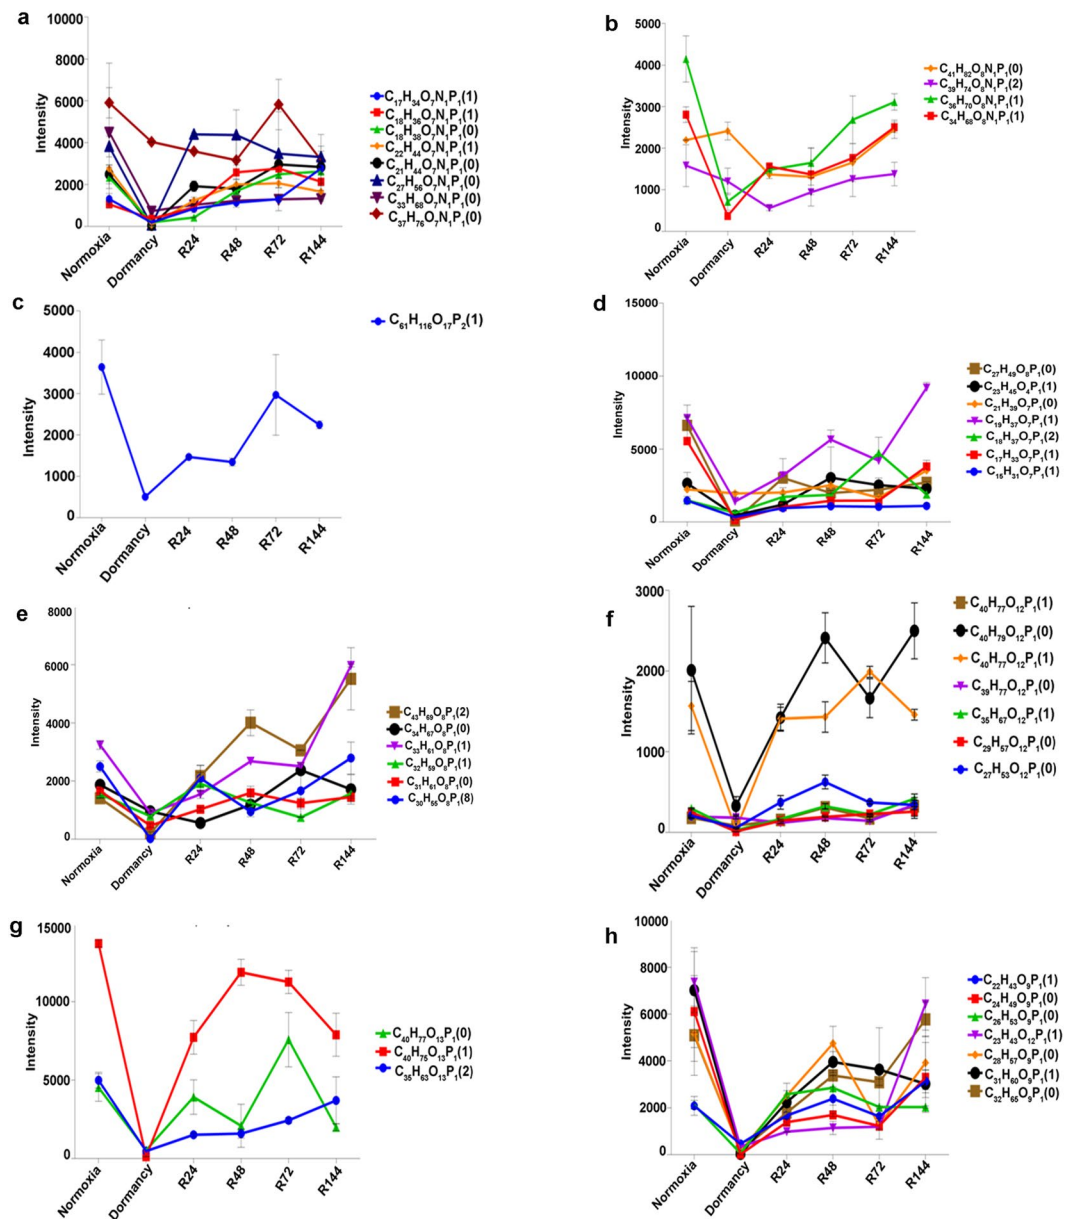 a
10000
8000
6000
4000
2000
0
Intensity
Normoxia
Dormancy
R24
R48
R72
R144
C17H34O7N1P1(1)
C18H36O7N1P1(1)
C18H38O7N1P1(0)
C22H44O7N1P1(1)
C21H44O7N1P1(0)
C27H56O7N1P1(0)
C33H68O7N1P1(0)
C37H76O7N1P1(0)
b
5000
4000
3000
2000
1000
0
Intensity
Normoxia
Dormancy
R24
R48
R72
R144
C41H82O8N1P1(0)
C39H74O8N1P1(2)
C36H70O8N1P1(1)
C34H68O8N1P1(1)
c
5000
4000
3000
2000
1000
0
Intensity
Normoxia
Dormancy
R24
R48
R72
R144
C61H116O17P2(1)
d
15000
10000
5000
0
Intensity
Normoxia
Dormancy
R24
R48
R72
R144
C27H49O8P1(0)
C23H45O4P1(1)
C21H39O7P1(0)
C19H37O7P1(1)
C18H37O7P1(2)
C17H33O7P1(1)
C15H31O7P1(1)
e
8000
6000
4000
2000
0
Intensity
Normoxia
Dormancy
R24
R48
R72
R144
C43H69O8P1(2)
C34H67O8P1(0)
C33H61O8P1(1)
C32H59O8P1(1)
C31H61O8P1(0)
C30H59O8P1(8)
f
3000
2000
1000
0
Intensity
Normoxia
Dormancy
R24
R48
R72
R144
C40H77O12P1(1)
C40H79O12P1(0)
C40H77O12P1(1)
C39H77O12P1(0)
C35H67O12P1(1)
C29H57O12P1(0)
C27H53O12P1(0)
g
15000
10000
5000
0
Intensity
Normoxia
Dormancy
R24
R48
R72
R144
C40H77O13P1(0)
C40H75O13P1(1)
C35H63O13P1(2)
h
10000
8000
6000
4000
2000
0
Intensity
Normoxia
Dormancy
R24
R48
R72
R144
C22H43O9P1(1)
C24H49O9P1(0)
C26H53O9P1(0)
C23H43O12P1(1)
C28H57O9P1(0)
C31H60O9P1(1)
C32H65O9P1(0)